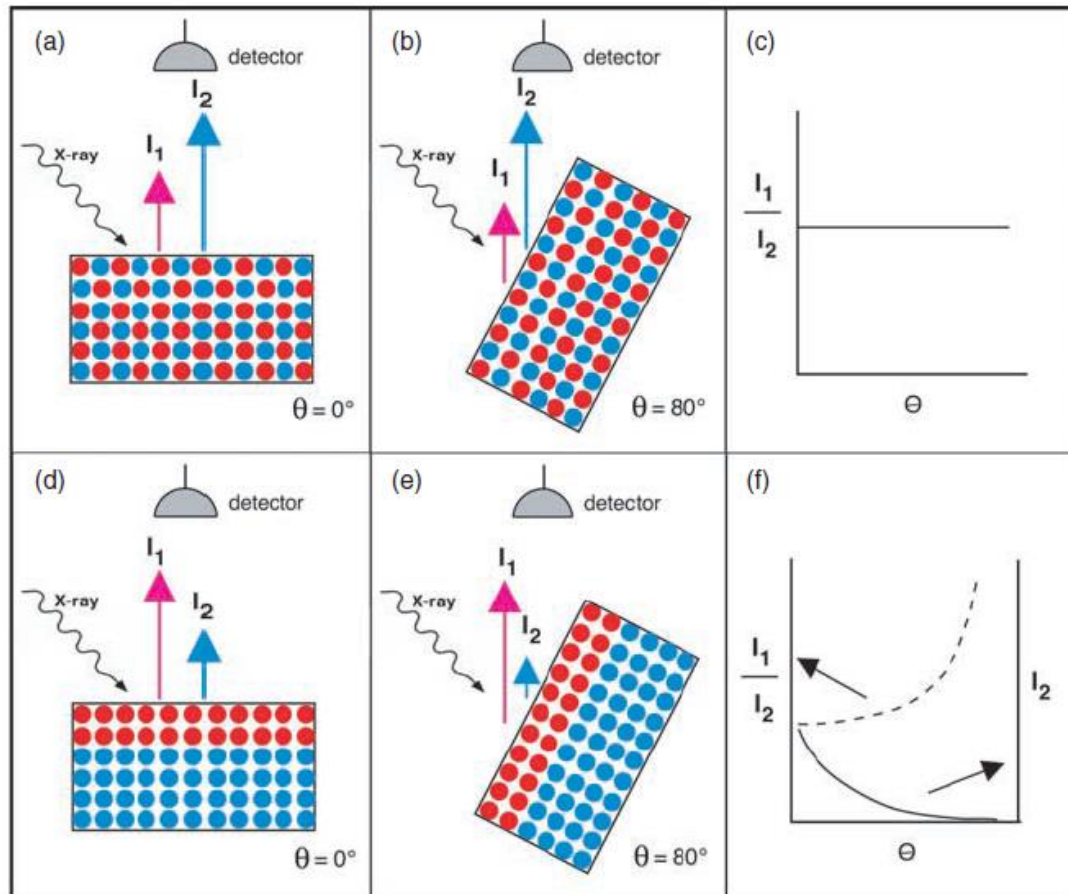 (a)
detector
I₂
I₁
X-ray
θ = 0°
(b)
detector
I₂
I₁
X-ray
θ = 80°
(c)
I₁
I₂
Θ
(d)
detector
I₁
I₂
X-ray
θ = 0°
(e)
detector
I₁
I₂
X-ray
θ = 80°
(f)
I₁
I₂
I₂
Θ